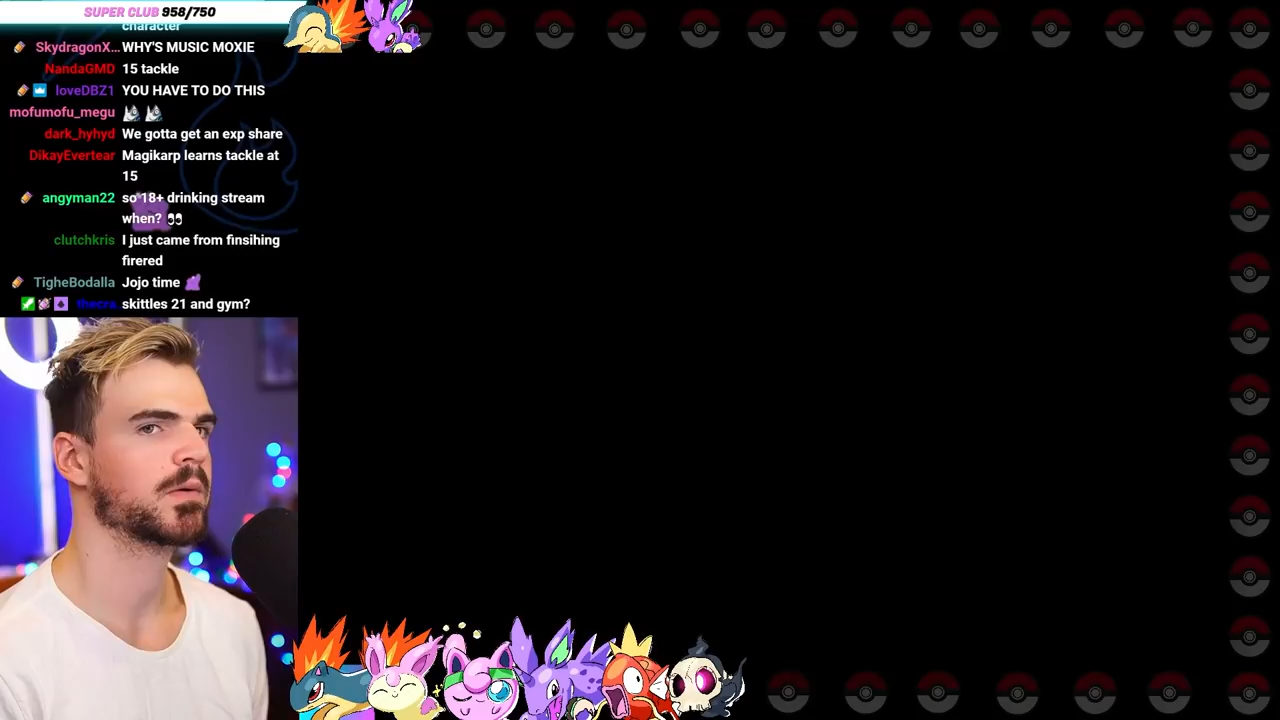 SUPER CLUB 958/750
character
SkydragonX... WHY'S MUSIC MOXIE
NandaGMD 15 tackle
loveDBZ1 YOU HAVE TO DO THIS
mofumofu_megu
dark_hyhyd We gotta get an exp share
DikayEvertear Magikarp learns tackle at
15
angyman22 so 18+ drinking stream
when?
clutchkris I just came from finsihing
firered
TigheBodalla Jojo time
thecra skittles 21 and gym?